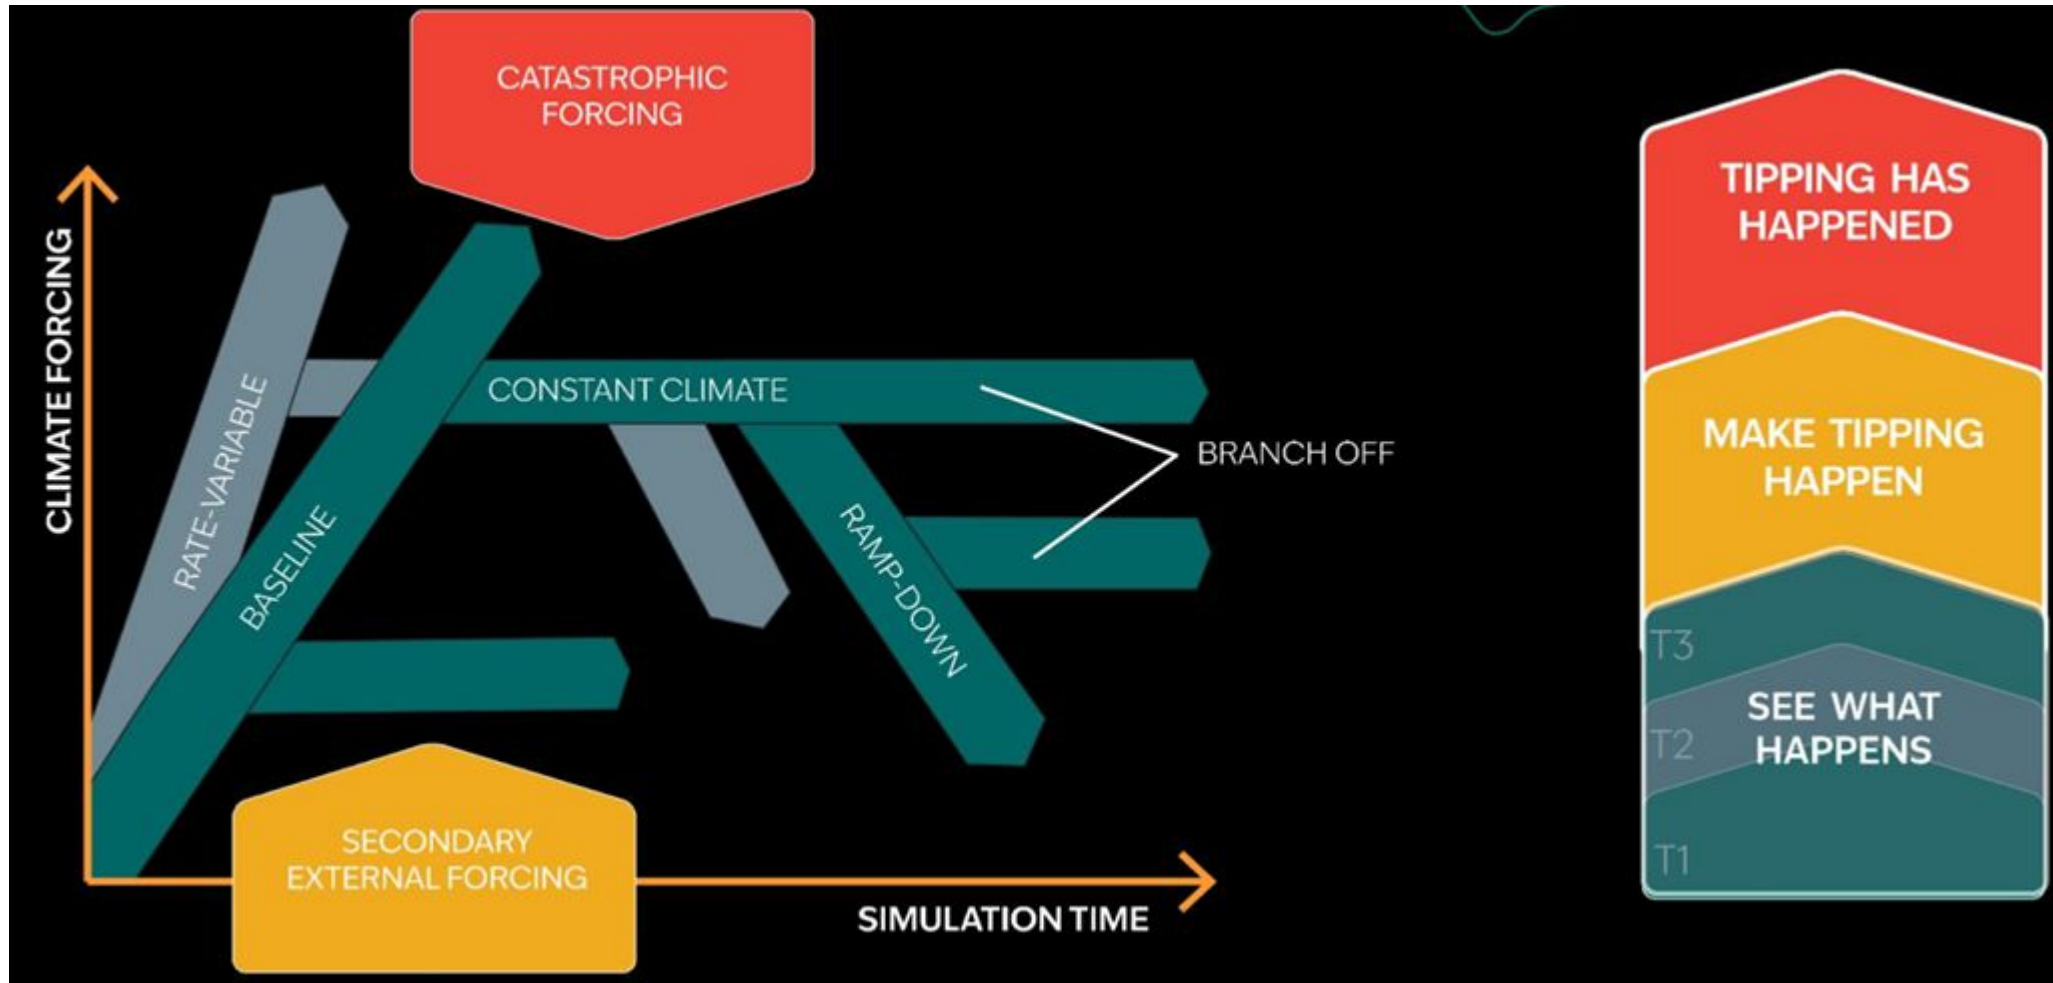 CATASTROPHIC
FORCING
CLIMATE FORCING
RATE-VARIABLE
BASELINE
CONSTANT CLIMATE
BRANCH OFF
RAMP-DOWN
SECONDARY
EXTERNAL FORCING
SIMULATION TIME
TIPPING HAS
HAPPENED
MAKE TIPPING
HAPPEN
T3
SEE WHAT
HAPPENS
T2
T1